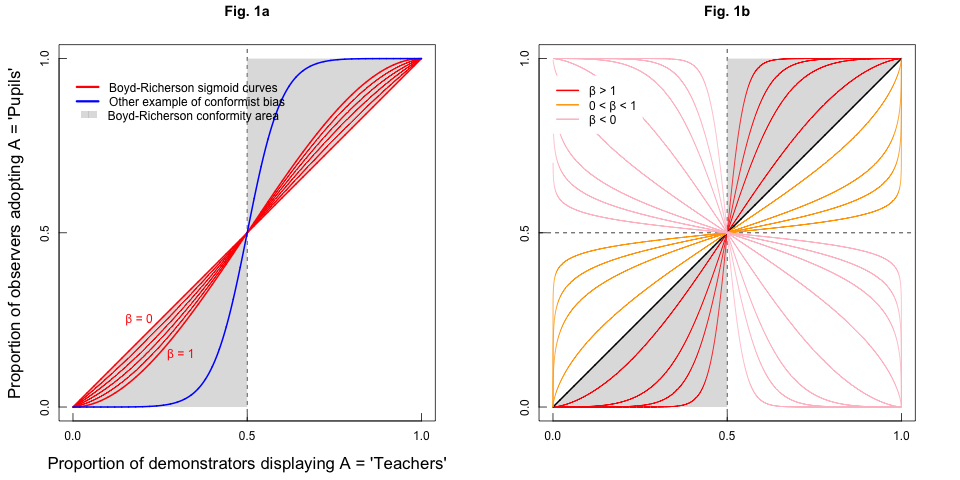 Fig. 1a
Proportion of observers adopting A = 'Pupils'
1.0
0.5
0.0
Boyd-Richerson sigmoid curves
Other example of conformist bias
Boyd-Richerson conformity area
β = 0
β = 1
0.0 0.5 1.0
Proportion of demonstrators displaying A = 'Teachers'
Fig. 1b
1.0
0.5
0.0
β > 1
0 < β < 1
β < 0
0.0 0.5 1.0